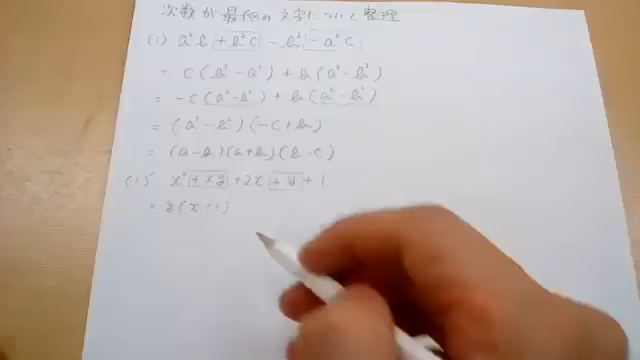 次数が最低の文字について整理
(1) a²b + b²c - b³ - a²c
= c(b²-a²) + b(a²-b²)
= -c(a²-b²) + b(a²-b²)
= (a²-b²)(-c+b)
= (a-b)(a+b)(b-c)
(1)' x² + xy + 2x + y + 1
= y(x+1)